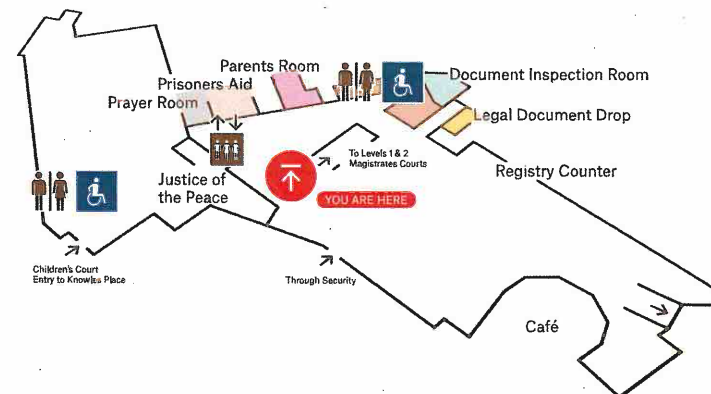 Parents Room
Prisoners Aid
Prayer Room
Document Inspection Room
Legal Document Drop
To Levels 1 & 2
Magistrates Courts
Registry Counter
Justice of
the Peace
YOU ARE HERE
Children's Court
Entry to Knowles Place
Through Security
Café